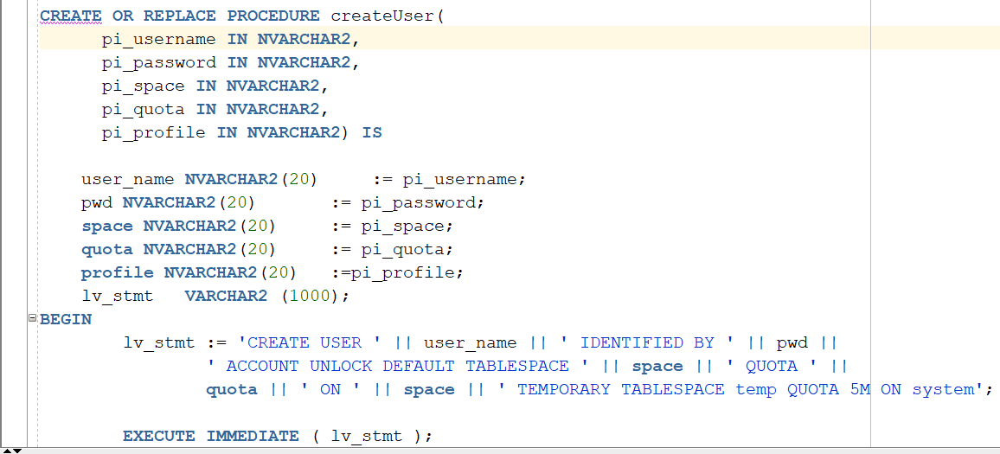 CREATE OR REPLACE PROCEDURE createUser(
pi_username IN NVARCHAR2,
pi_password IN NVARCHAR2,
pi_space IN NVARCHAR2,
pi_quota IN NVARCHAR2,
pi_profile IN NVARCHAR2) IS
user_name NVARCHAR2(20) := pi_username;
pwd NVARCHAR2(20) := pi_password;
space NVARCHAR2(20) := pi_space;
quota NVARCHAR2(20) := pi_quota;
profile NVARCHAR2(20) :=pi_profile;
lv_stmt VARCHAR2 (1000);
BEGIN
lv_stmt := 'CREATE USER ' || user_name || ' IDENTIFIED BY ' || pwd ||
' ACCOUNT UNLOCK DEFAULT TABLESPACE ' || space || ' QUOTA ' ||
quota || ' ON ' || space || ' TEMPORARY TABLESPACE temp QUOTA 5M ON system';
EXECUTE IMMEDIATE ( lv_stmt );